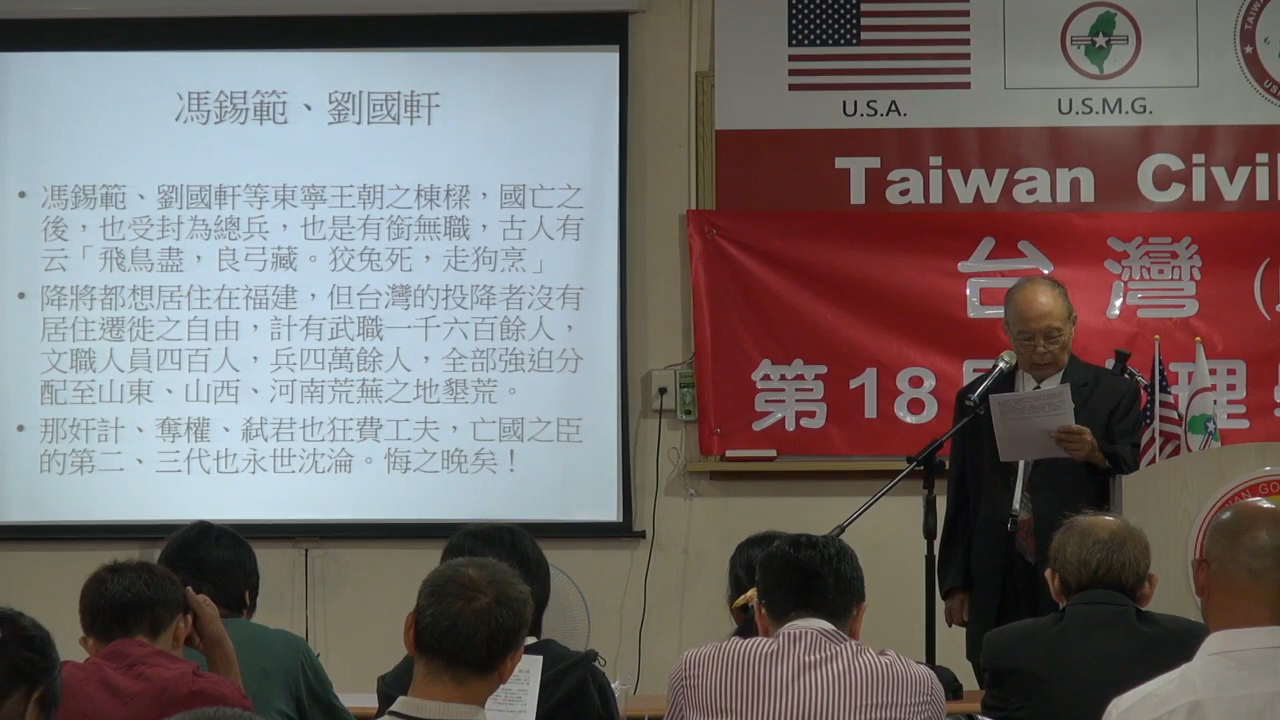 馮錫範、劉國軒
• 馮錫範、劉國軒等東寧王朝之棟樑，國亡之
後，也受封為總兵，也是有銜無職，古人有
云「飛鳥盡，良弓藏。狡兔死，走狗烹」
• 降將都想居住在福建，但台灣的投降者沒有
居住遷徙之自由，計有武職一千六百餘人，
文職人員四百人，兵四萬餘人，全部強迫分
配至山東、山西、河南荒蕪之地墾荒。
• 那奸計、奪權、弒君也狂費工夫，亡國之臣
的第二、三代也永世沈淪。悔之晚矣！
U.S.A.
U.S.M.G.
Taiwan Civil
台灣
第18
理